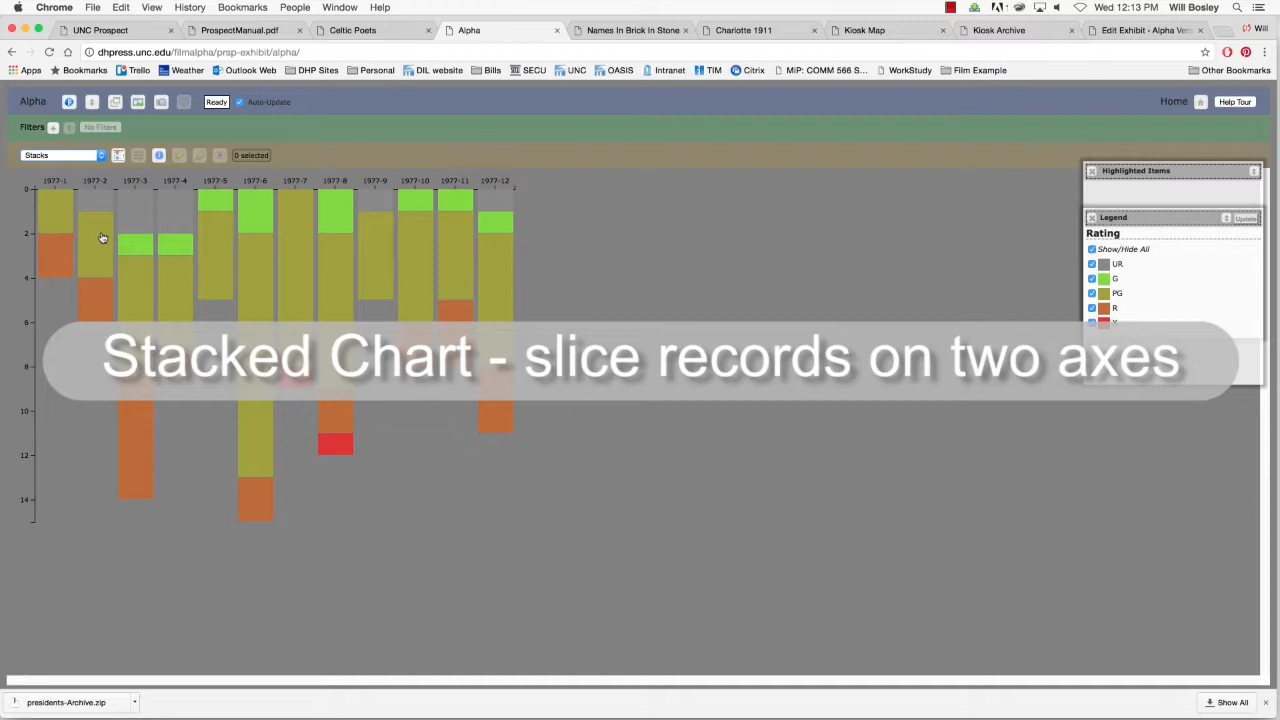 Chrome File Edit View History Bookmarks People Window Help Wed 12:13 PM Will Bosley
UNC Prospect ProspectManual.pdf Celtic Poets Alpha Names In Brick In Stone Charlotte 1911 Kiosk Map Kiosk Archive Edit Exhibit - Alpha Vers Will
dhpress.unc.edu/filmalpha/prsp-exhibit/alpha/
Apps Bookmarks Trello Weather Outlook Web DHP Sites Personal DIL website Bills SECU UNC OASIS Intranet TIM Citrix MiP: COMM 566 S... WorkStudy Film Example Other Bookmarks
Alpha Ready Auto-Update Home Help Tour
Filters + No Filters
Stacks 0 selected
1977-1 1977-2 1977-3 1977-4 1977-5 1977-6 1977-7 1977-8 1977-9 1977-10 1977-11 1977-12
0
2
4
6
8
10
12
14
Highlighted Items
Legend Update
Rating
Show/Hide All
UR
G
PG
R
X
Stacked Chart - slice records on two axes
presidents-Archive.zip Show All